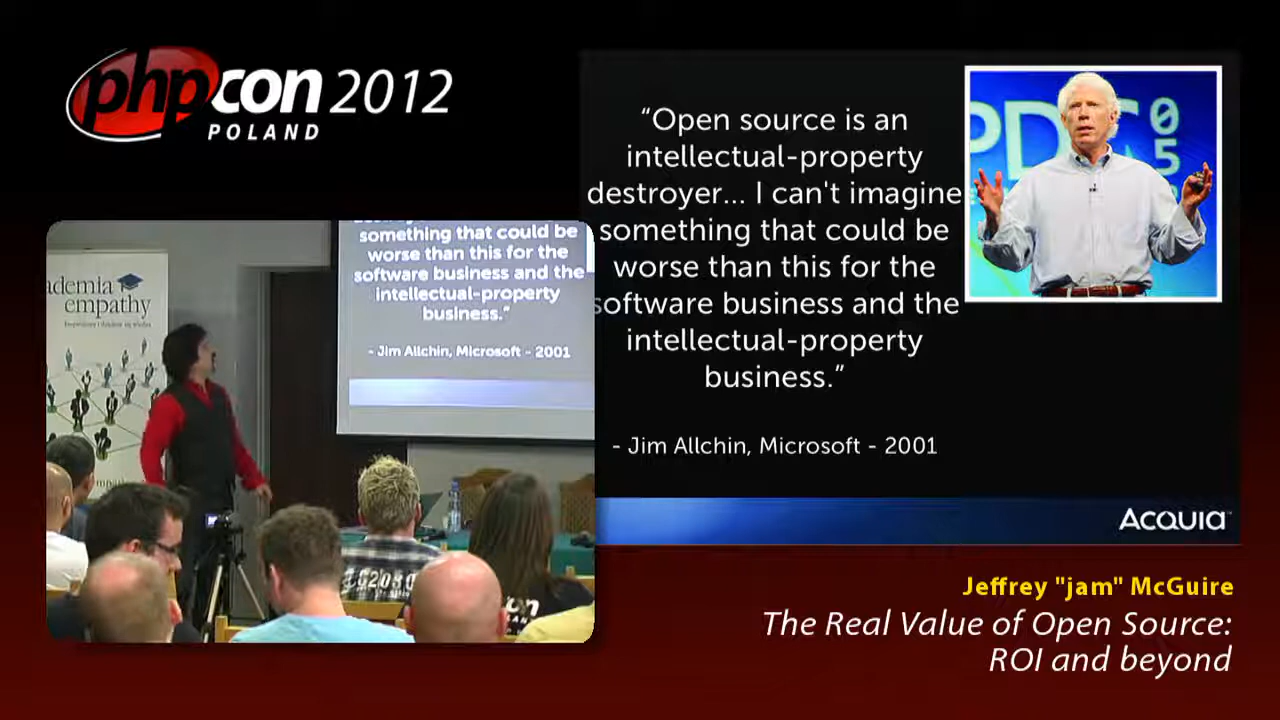 phpcon 2012
POLAND
“Open source is an
intellectual-property
destroyer... I can't imagine
something that could be
worse than this for the
software business and the
intellectual-property
business.”
- Jim Allchin, Microsoft - 2001
PDC 05
Acquia
ademia
empathy
something that could be
worse than this for the
software business and the
intellectual-property
business.”
- Jim Allchin, Microsoft - 2001
Jeffrey "jam" McGuire
The Real Value of Open Source:
ROI and beyond